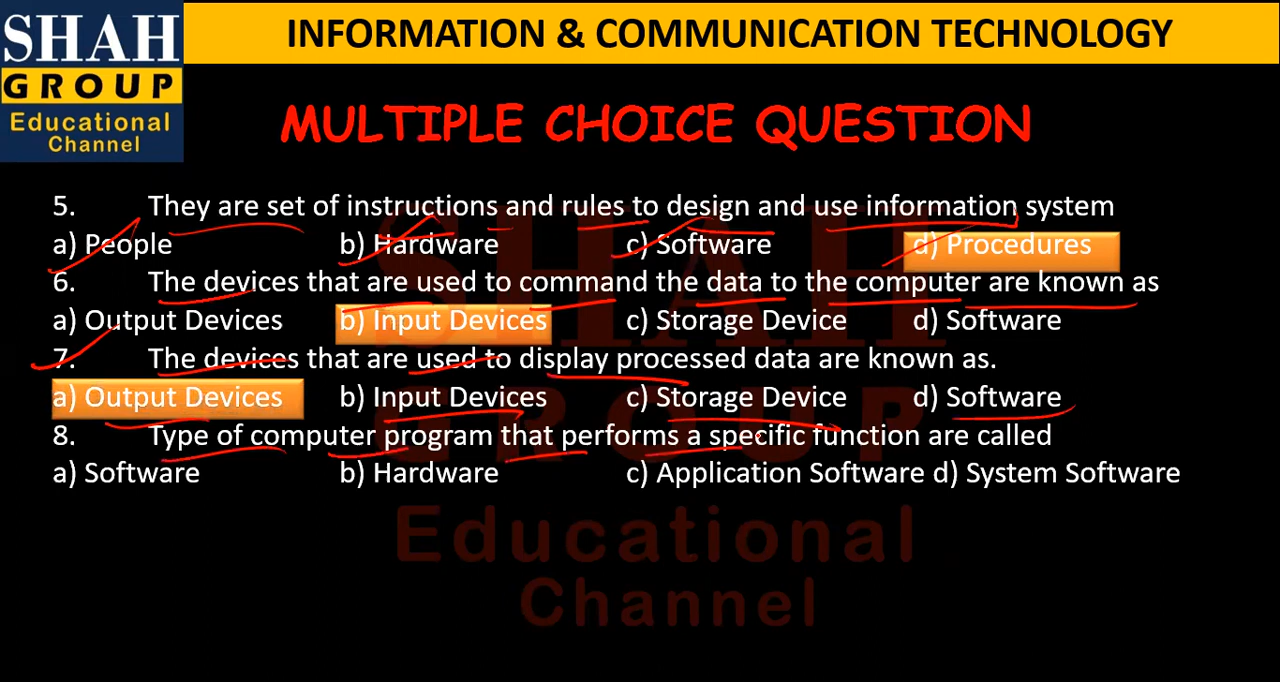 SHAH
GROUP
Educational
Channel
INFORMATION & COMMUNICATION TECHNOLOGY
MULTIPLE CHOICE QUESTION
5. They are set of instructions and rules to design and use information system
a) People b) Hardware c) Software d) Procedures
6. The devices that are used to command the data to the computer are known as
a) Output Devices b) Input Devices c) Storage Device d) Software
7. The devices that are used to display processed data are known as.
a) Output Devices b) Input Devices c) Storage Device d) Software
8. Type of computer program that performs a specific function are called
a) Software b) Hardware c) Application Software d) System Software
SHAH
GROUP
Educational
Channel